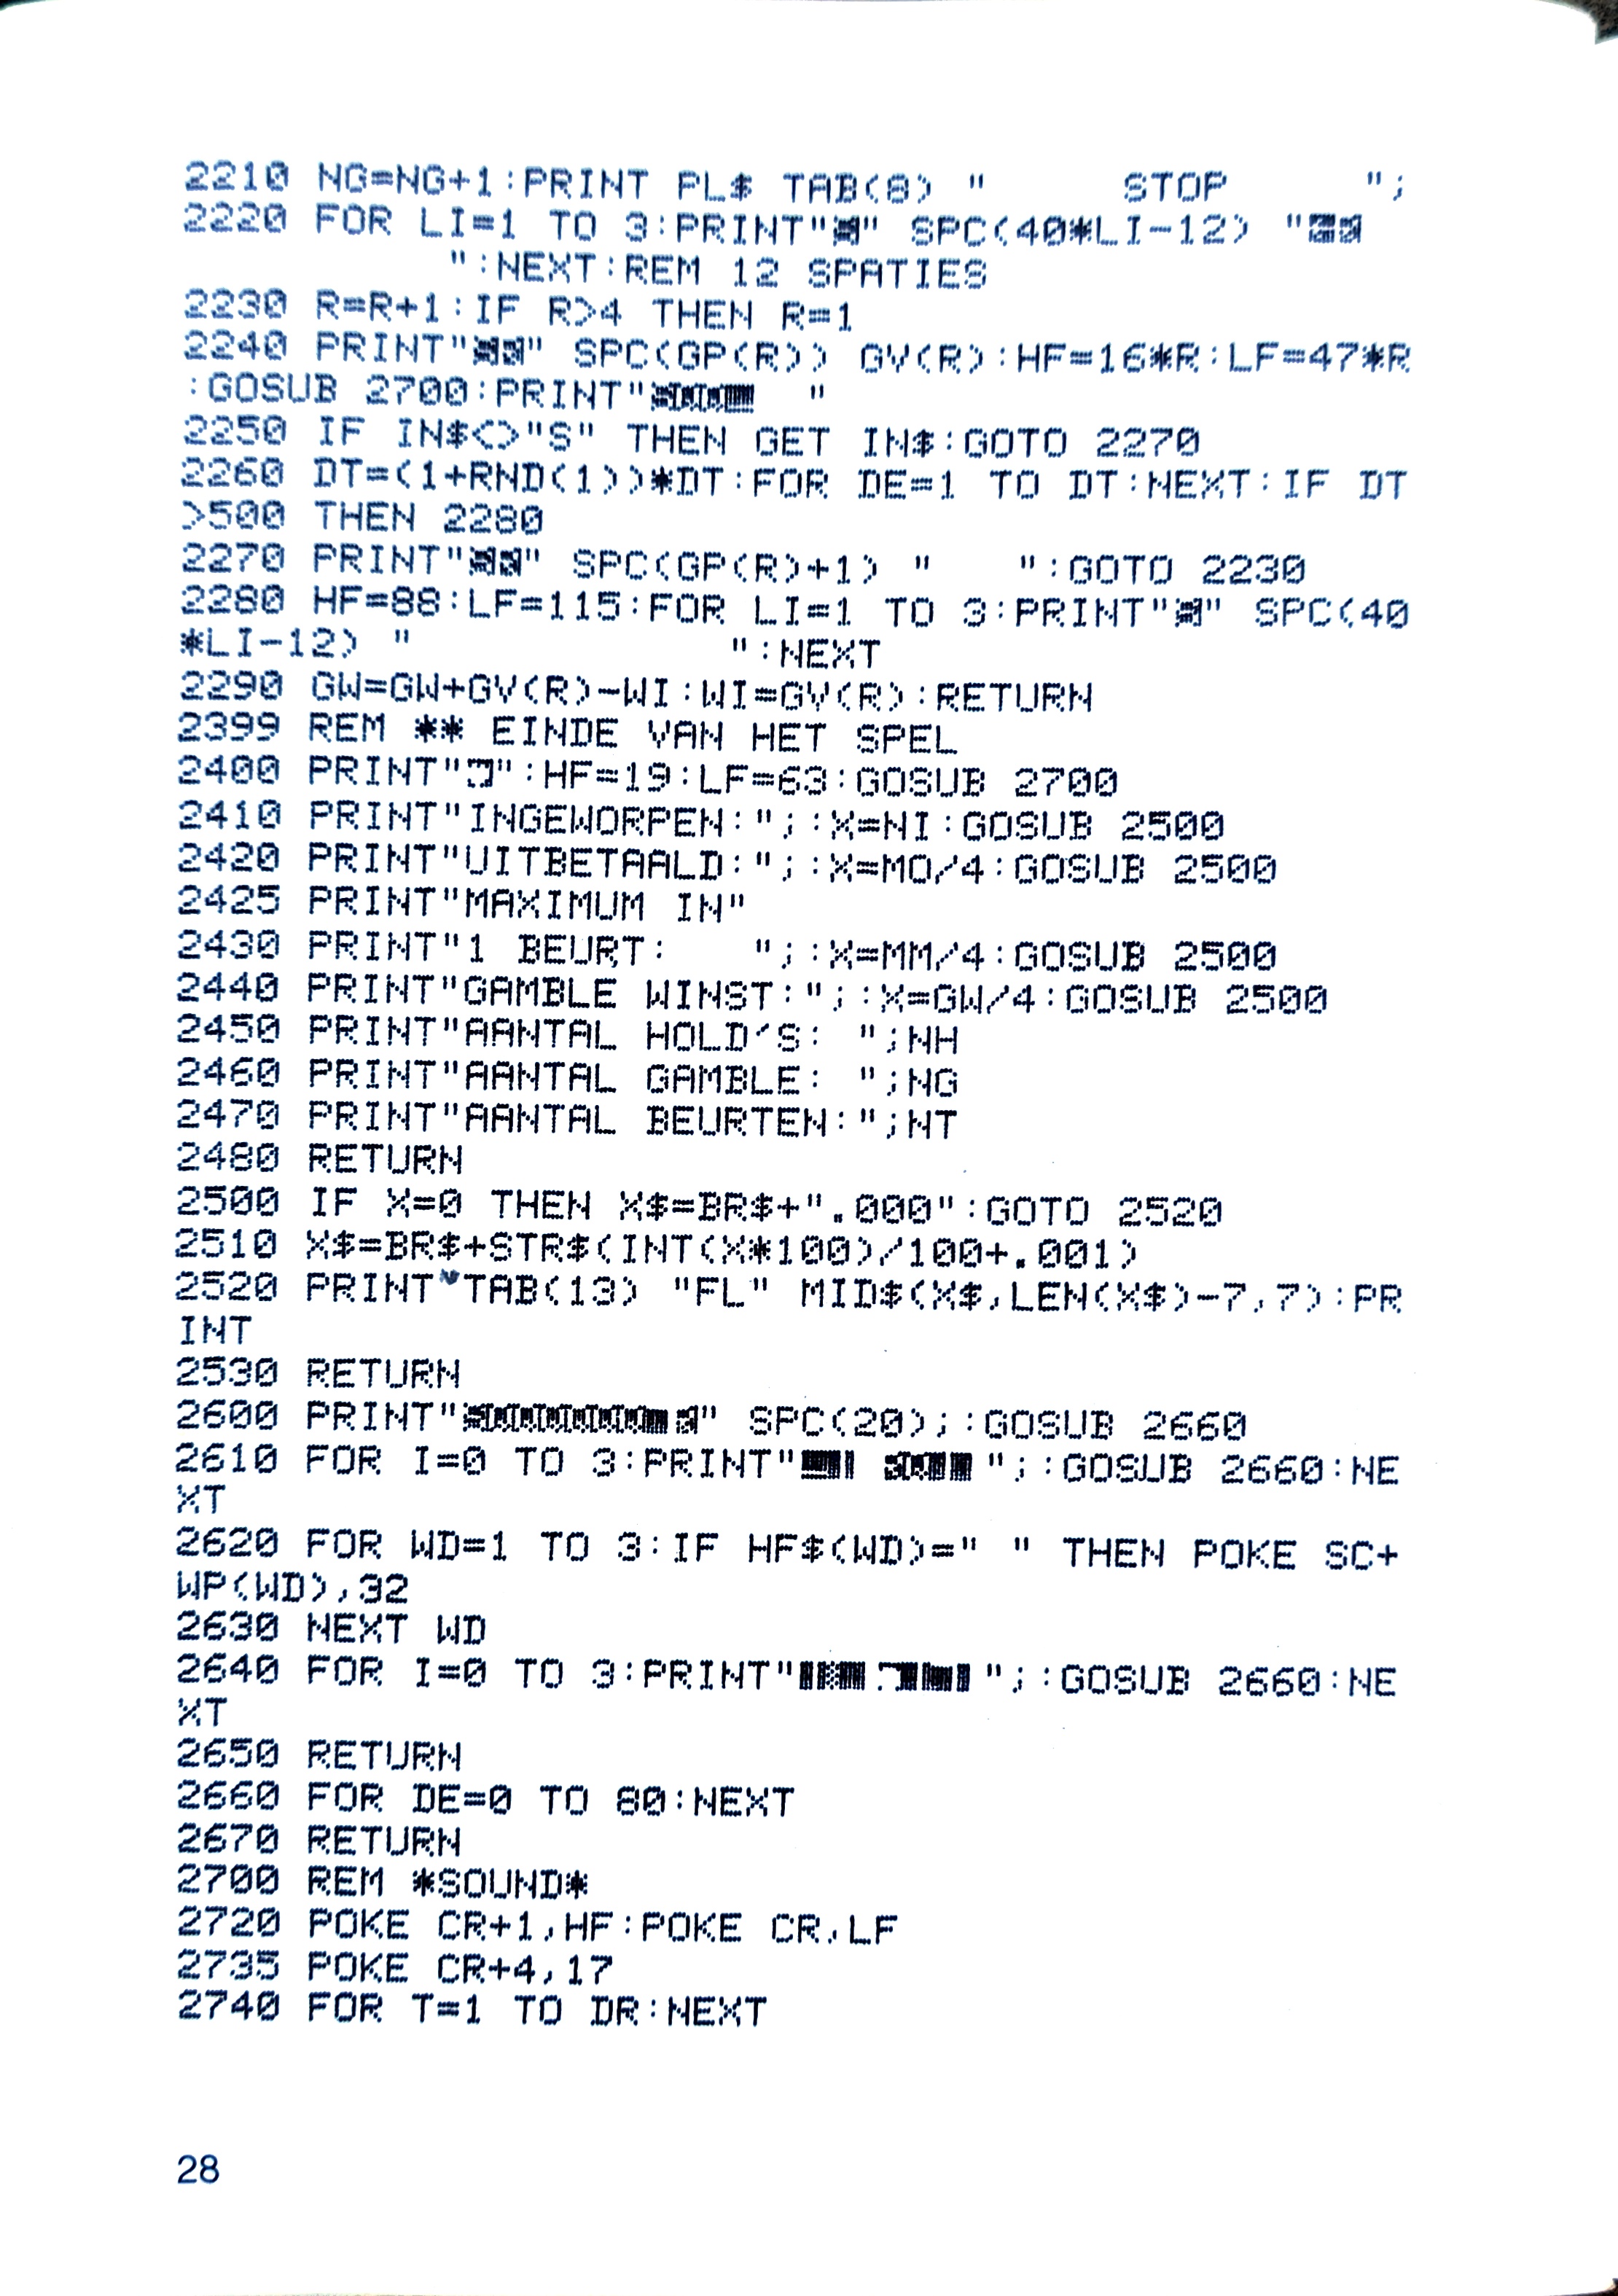 2210 NG=NG+1:PRINT PL$ TAB(8) "     STOP     ";
2220 FOR LI=1 TO 3:PRINT"" SPC(40*LI-12) "
          ":NEXT:REM 12 SPATIES
2230 R=R+1:IF R>4 THEN R=1
2240 PRINT"" SPC(GP(R)) GV(R):HF=16*R:LF=47*R
:GOSUB 2700:PRINT"  "
2250 IF IN$<>"S" THEN GET IN$:GOTO 2270
2260 DT=(1+RND(1))*DT:FOR DE=1 TO DT:NEXT:IF DT
>500 THEN 2280
2270 PRINT"" SPC(GP(R)+1) "   ":GOTO 2230
2280 HF=88:LF=115:FOR LI=1 TO 3:PRINT"" SPC(40
*LI-12) "            ":NEXT
2290 GW=GW+GV(R)-WI:WI=GV(R):RETURN
2399 REM ** EINDE VAN HET SPEL
2400 PRINT"":HF=19:LF=63:GOSUB 2700
2410 PRINT"INGEWORPEN:";:X=NI:GOSUB 2500
2420 PRINT"UITBETAALD:";:X=MO/4:GOSUB 2500
2425 PRINT"MAXIMUM IN"
2430 PRINT"1 BEURT:   ";:X=MM/4:GOSUB 2500
2440 PRINT"GAMBLE WINST:";:X=GW/4:GOSUB 2500
2450 PRINT"AANTAL HOLD'S: ";NH
2460 PRINT"AANTAL GAMBLE: ";NG
2470 PRINT"AANTAL BEURTEN:";NT
2480 RETURN
2500 IF X=0 THEN X$=BR$+".000":GOTO 2520
2510 X$=BR$+STR$(INT(X*100)/100+.001)
2520 PRINT TAB(13) "FL" MID$(X$,LEN(X$)-7,7):PR
INT
2530 RETURN
2600 PRINT"" SPC(20);:GOSUB 2660
2610 FOR I=0 TO 3:PRINT" ";:GOSUB 2660:NE
XT
2620 FOR WD=1 TO 3:IF HF$(WD)=" " THEN POKE SC+
WP(WD),32
2630 NEXT WD
2640 FOR I=0 TO 3:PRINT" ";:GOSUB 2660:NE
XT
2650 RETURN
2660 FOR DE=0 TO 80:NEXT
2670 RETURN
2700 REM *SOUND*
2720 POKE CR+1,HF:POKE CR,LF
2735 POKE CR+4,17
2740 FOR T=1 TO DR:NEXT
28